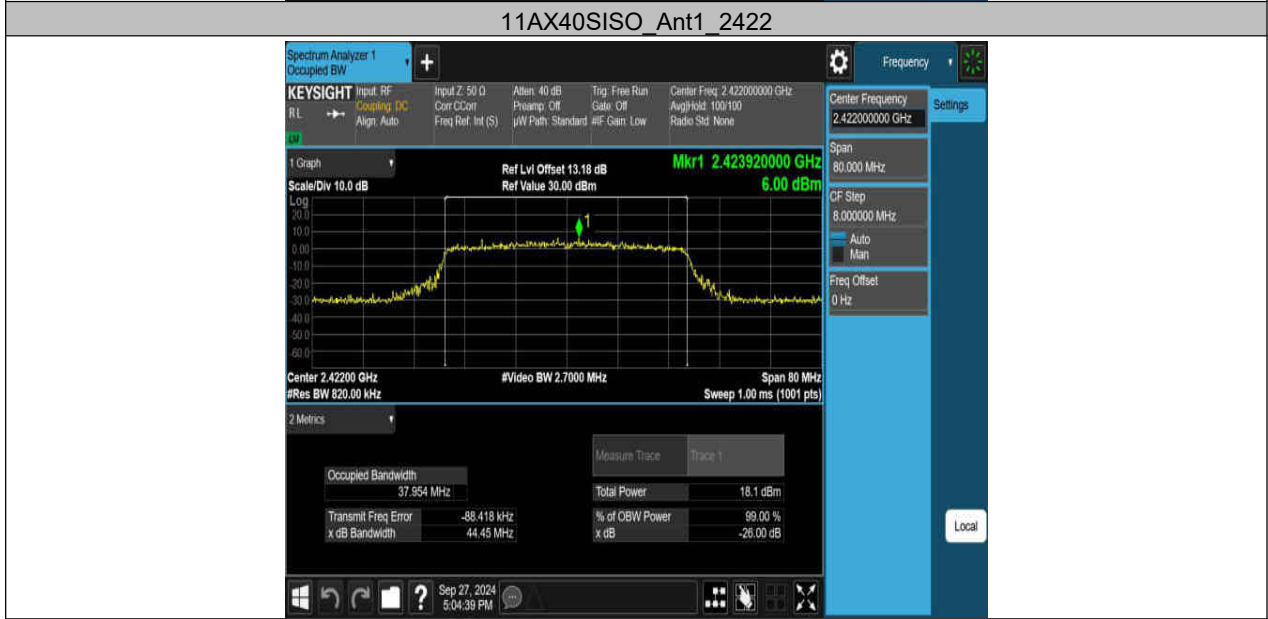 11AX40SISO_Ant1_2422
Spectrum Analyzer 1
Occupied BW
+
Frequency
KEYSIGHT
RL
Input: RF
Coupling: DC
Align: Auto
Input Z: 50 Ω
Corr CCorr
Freq Ref: Int (S)
Atten: 40 dB
Preamp: Off
µW Path: Standard
Trig: Free Run
Gate: Off
#IF Gain: Low
Center Freq: 2.422000000 GHz
Avg|Hold: 100/100
Radio Std: None
Center Frequency
2.422000000 GHz
Settings
Span
80.000 MHz
CF Step
8.000000 MHz
Auto
Man
Freq Offset
0 Hz
1 Graph
Scale/Div 10.0 dB
Ref Lvl Offset 13.18 dB
Ref Value 30.00 dBm
Mkr1 2.423920000 GHz
6.00 dBm
Log
20.0
10.0
0.00
-10.0
-20.0
-30.0
-40.0
-50.0
-60.0
1
Center 2.42200 GHz
#Res BW 820.00 kHz
#Video BW 2.7000 MHz
Span 80 MHz
Sweep 1.00 ms (1001 pts)
2 Metrics
Measure Trace
Trace 1
Occupied Bandwidth
37.954 MHz
Total Power
18.1 dBm
Transmit Freq Error
-88.418 kHz
% of OBW Power
99.00 %
x dB Bandwidth
44.45 MHz
x dB
-26.00 dB
Local
?
Sep 27, 2024
5:04:39 PM